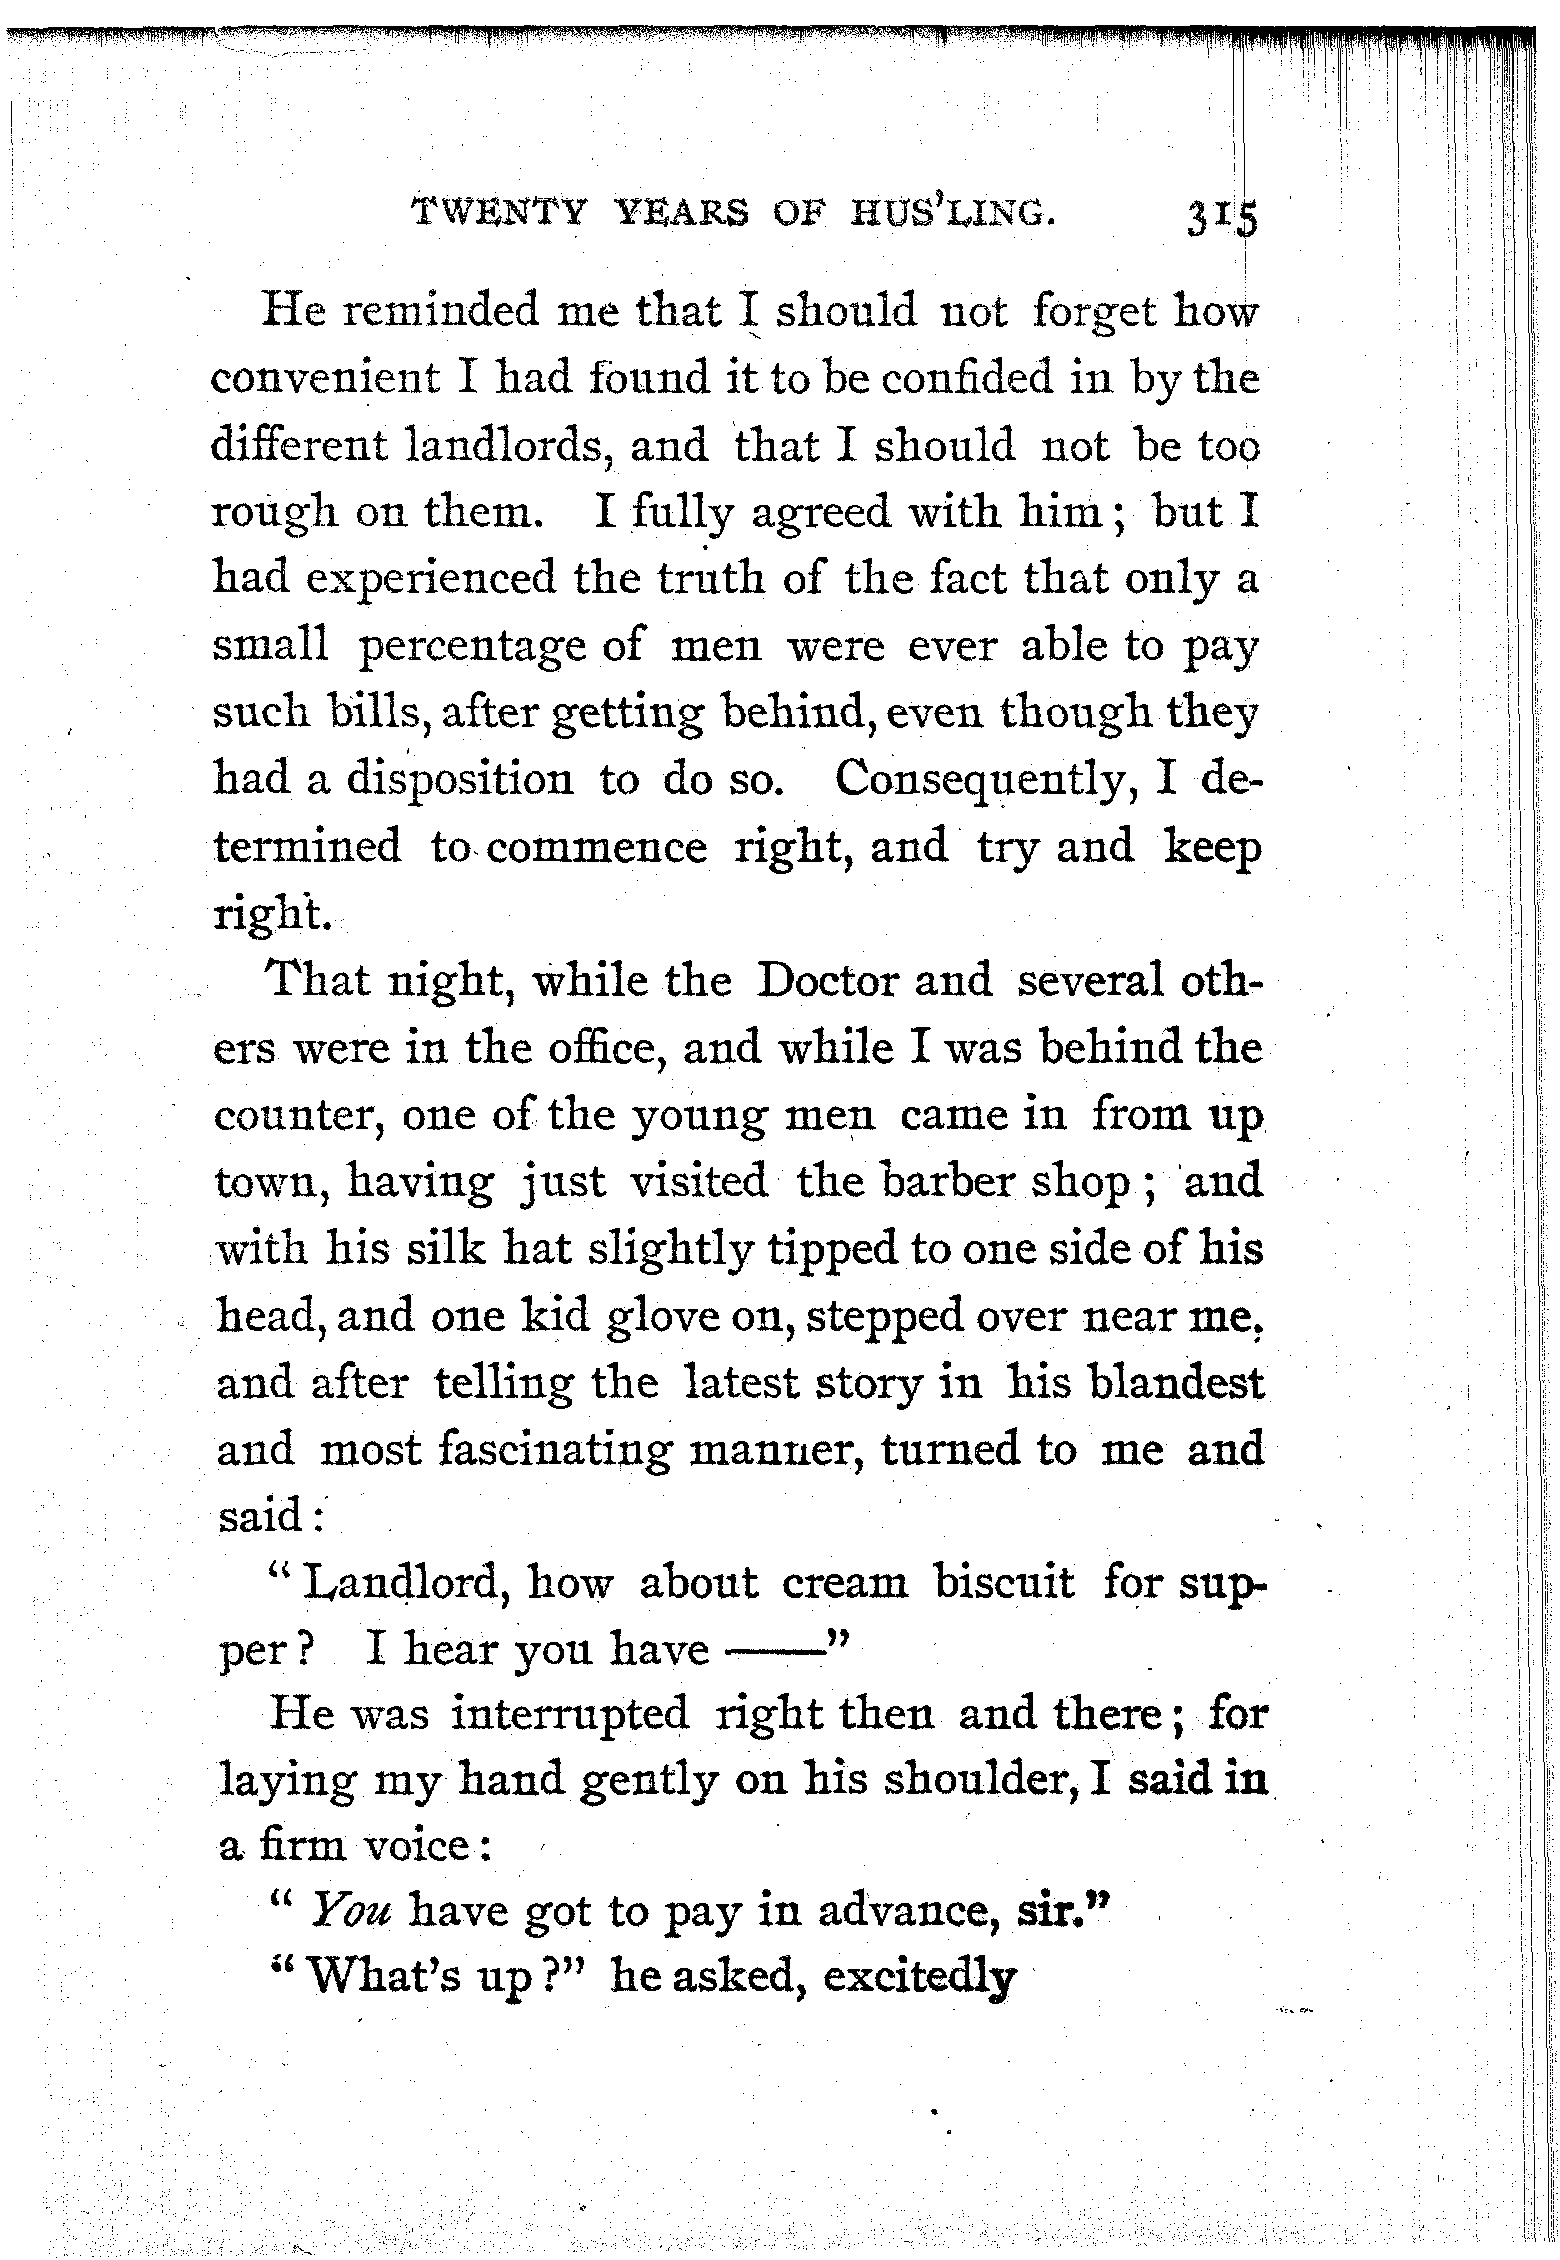 TWENTY YEARS OF HUS'LING. 315
He reminded me that I should not forget how
convenient I had found it to be confided in by the
different landlords, and that I should not be too
rough on them. I fully agreed with him; but I
had experienced the truth of the fact that only a
small percentage of men were ever able to pay
such bills, after getting behind, even though they
had a disposition to do so. Consequently, I de-
termined to commence right, and try and keep
right.
That night, while the Doctor and several oth-
ers were in the office, and while I was behind the
counter, one of the young men came in from up
town, having just visited the barber shop; and
with his silk hat slightly tipped to one side of his
head, and one kid glove on, stepped over near me,
and after telling the latest story in his blandest
and most fascinating manner, turned to me and
said:
"Landlord, how about cream biscuit for sup-
per? I hear you have ——"
He was interrupted right then and there; for
laying my hand gently on his shoulder, I said in
a firm voice:
"You have got to pay in advance, sir."
"What's up?" he asked, excitedly